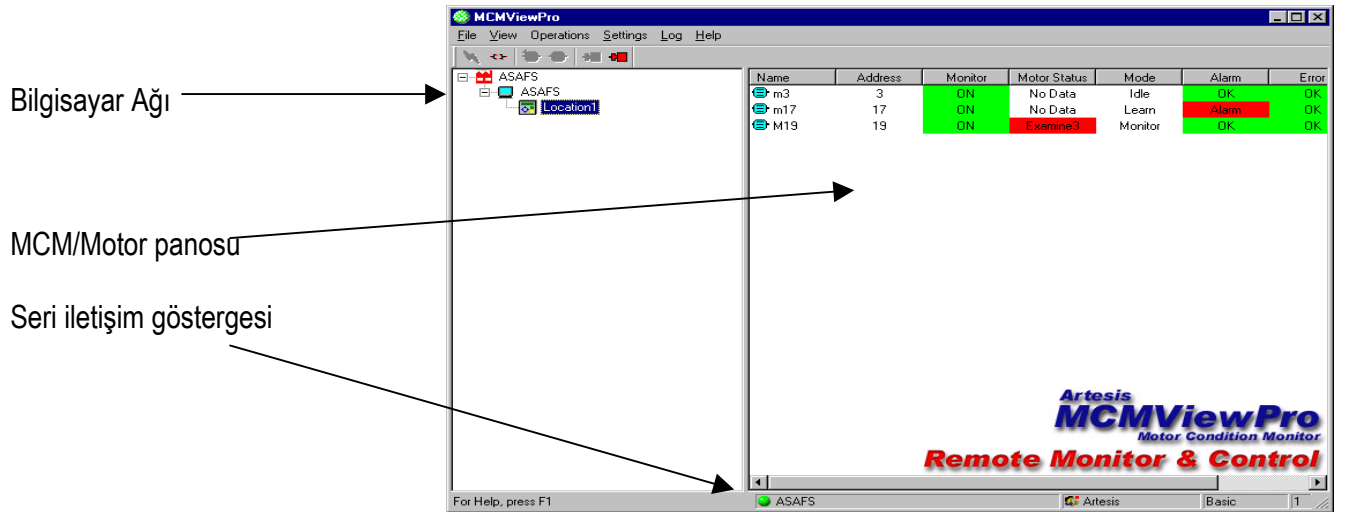 MCMViewPro
File View Operations Settings Log Help
Bilgisayar Ağı
MCM/Motor panosu
Seri iletişim göstergesi
ASAFS
ASAFS
Location1
Name Address Monitor Motor Status Mode Alarm Error
m3 3 ON No Data Idle OK OK
m17 17 ON No Data Learn Alarm OK
M19 19 ON Examine3 Monitor OK OK
Artesis
MCMViewPro
Motor Condition Monitor
Remote Monitor & Control
For Help, press F1 ASAFS Artesis Basic 1